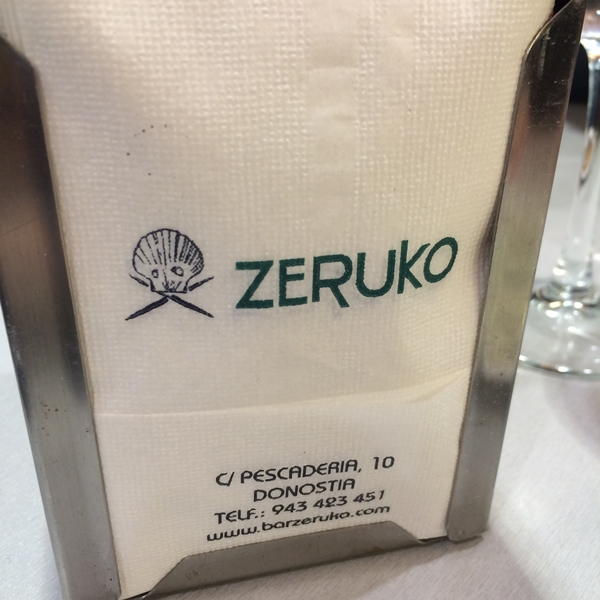 ZERUKO
C/ PESCADERIA, 10
DONOSTIA
TELF.: 943 423 451
www.barzeruko.com